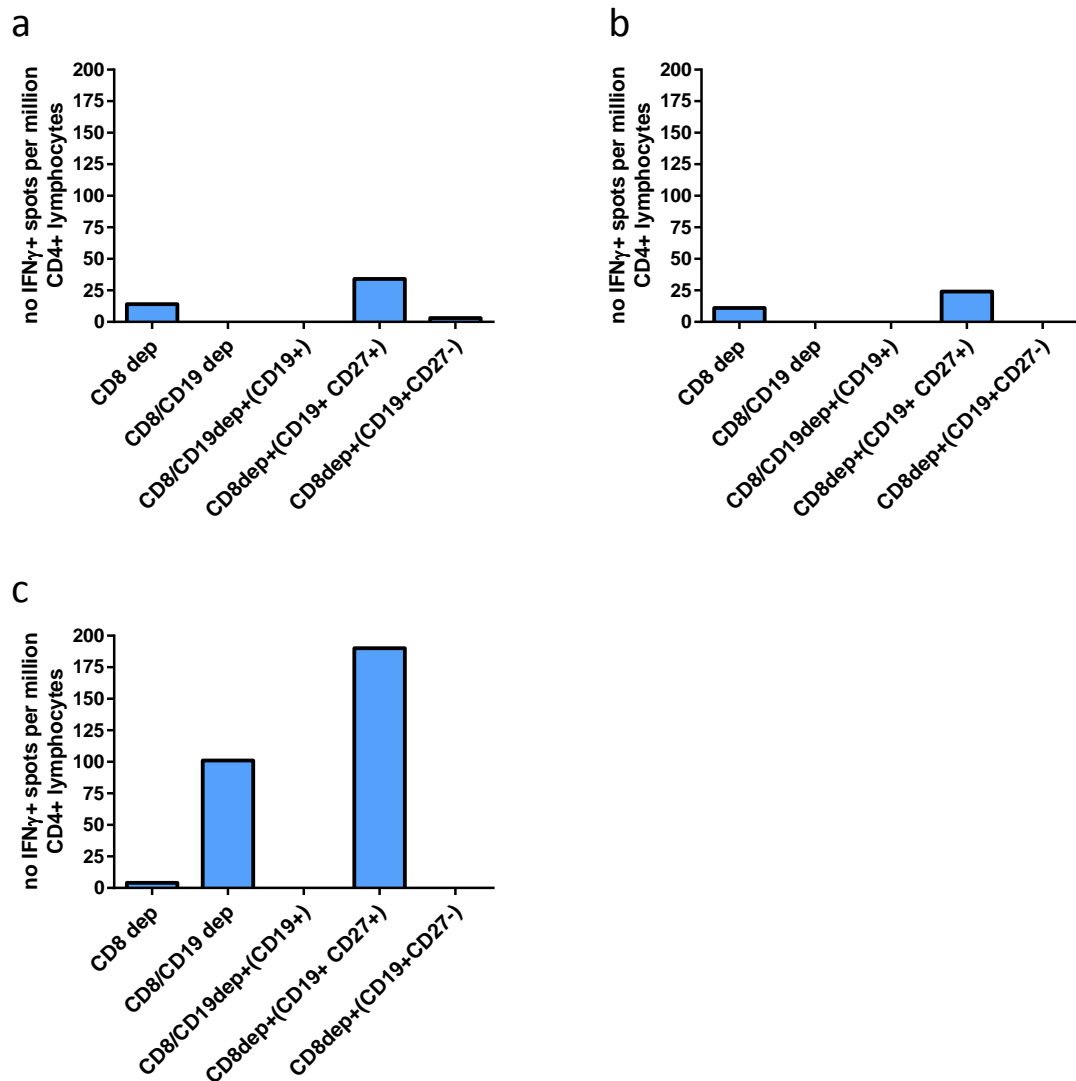 a
no IFNγ+ spots per million
CD4+ lymphocytes
200
175
150
125
100
75
50
25
0
CD8 dep
CD8/CD19 dep
CD8/CD19dep+(CD19+)
CD8dep+(CD19+ CD27+)
CD8dep+(CD19+CD27-)
b
no IFNγ+ spots per million
CD4+ lymphocytes
200
175
150
125
100
75
50
25
0
CD8 dep
CD8/CD19 dep
CD8/CD19dep+(CD19+)
CD8dep+(CD19+ CD27+)
CD8dep+(CD19+CD27-)
c
no IFNγ+ spots per million
CD4+ lymphocytes
200
175
150
125
100
75
50
25
0
CD8 dep
CD8/CD19 dep
CD8/CD19dep+(CD19+)
CD8dep+(CD19+ CD27+)
CD8dep+(CD19+CD27-)